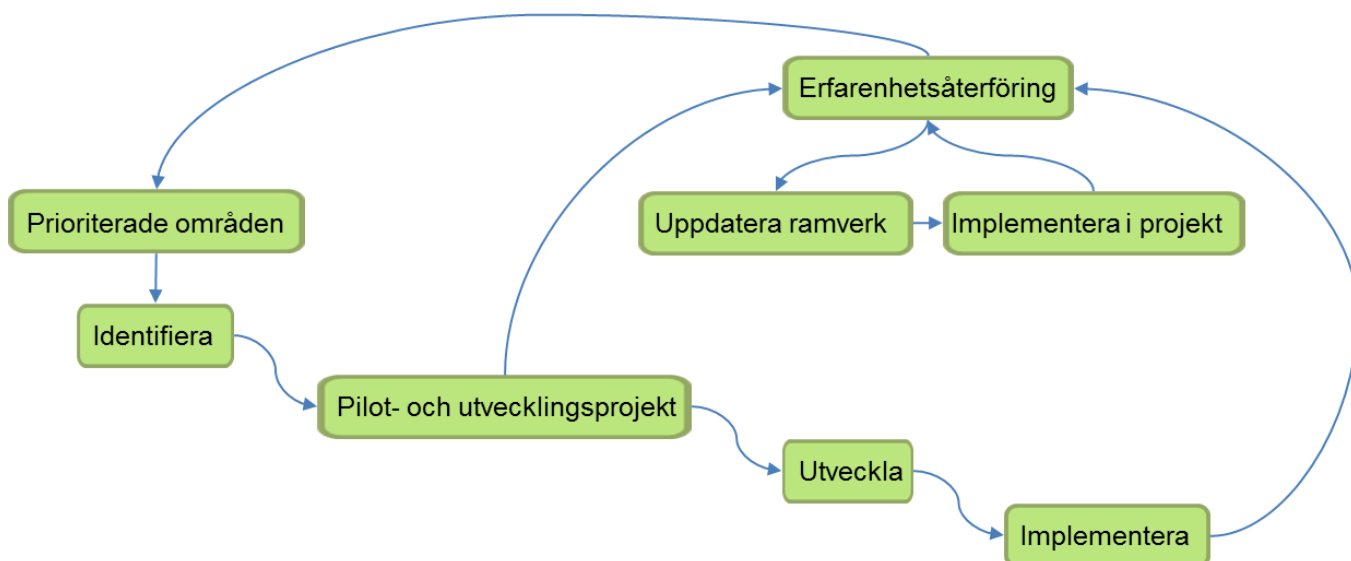 Erfarenhetsåterföring
Prioriterade områden
Uppdatera ramverk
Implementera i projekt
Identifiera
Pilot- och utvecklingsprojekt
Utveckla
Implementera